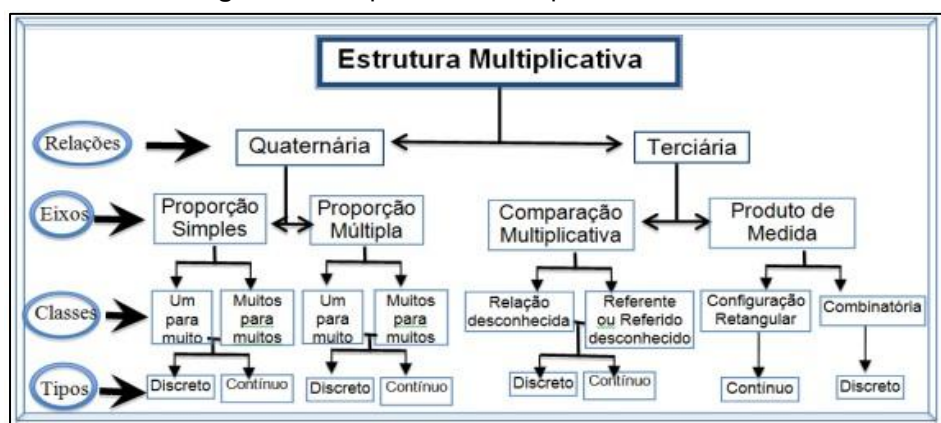 Estrutura Multiplicativa
Relações
Quaternária
Terciária
Eixos
Proporção
Simples
Proporção
Múltipla
Comparação
Multiplicativa
Produto de
Medida
Classes
Um
para
muito
Muitos
para
muitos
Um
para
muito
Muitos
para
muitos
Relação
desconhecida
Referente
ou Referido
desconhecido
Configuração
Retangular
Combinatória
Tipos
Discreto
Contínuo
Discreto
Contínuo
Discreto
Contínuo
Contínuo
Discreto